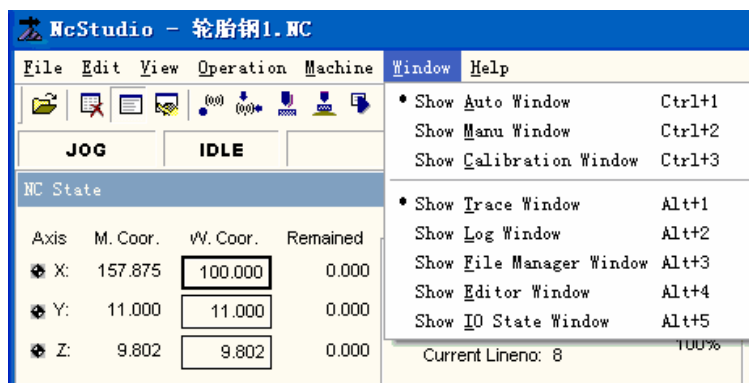 NcStudio - 轮胎钢1.NC
File Edit View Operation Machine Window Help
Show Auto Window Ctrl+1
Show Manu Window Ctrl+2
Show Calibration Window Ctrl+3
Show Trace Window Alt+1
Show Log Window Alt+2
Show File Manager Window Alt+3
Show Editor Window Alt+4
Show IO State Window Alt+5
JOG IDLE
NC State
Axis M. Coor. W. Coor. Remained
X: 157.875 100.000 0.000
Y: 11.000 11.000 0.000
Z: 9.802 9.802 0.000
Current Lineno: 8 100%